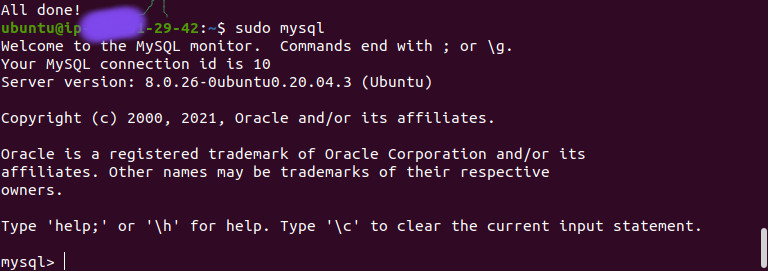 All done!
ubuntu@ip 1-29-42:~$ sudo mysql
Welcome to the MySQL monitor.  Commands end with ; or \g.
Your MySQL connection id is 10
Server version: 8.0.26-0ubuntu0.20.04.3 (Ubuntu)
Copyright (c) 2000, 2021, Oracle and/or its affiliates.
Oracle is a registered trademark of Oracle Corporation and/or its
affiliates. Other names may be trademarks of their respective
owners.
Type 'help;' or '\h' for help. Type '\c' to clear the current input statement.
mysql>